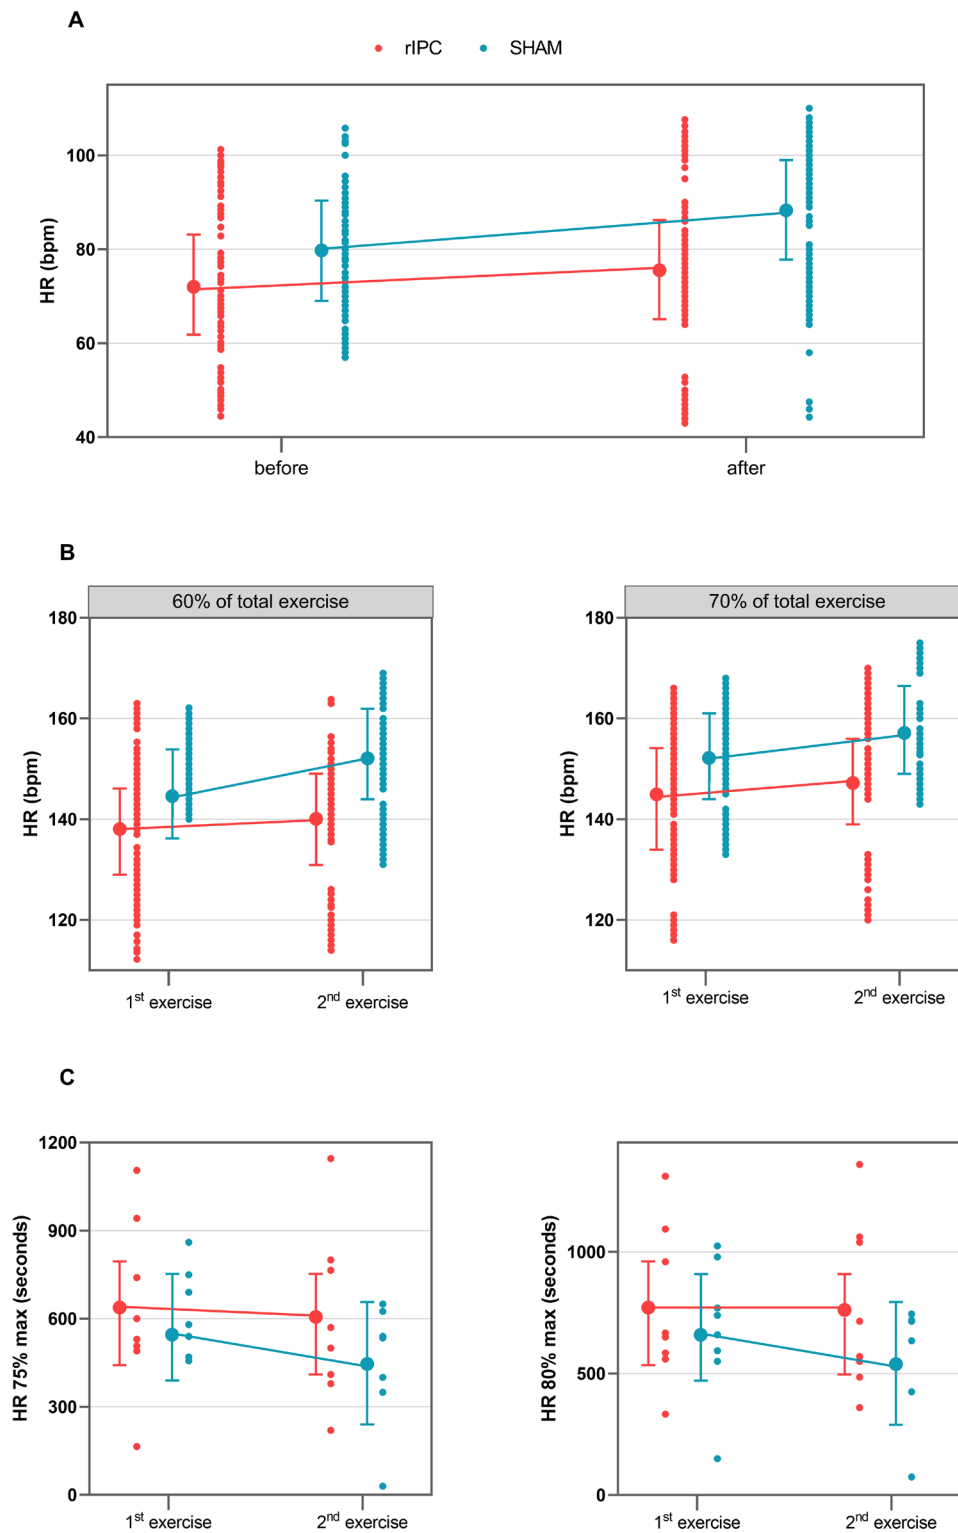 A
rIPC SHAM
HR (bpm)
100
80
60
40
before after
B
60% of total exercise 70% of total exercise
HR (bpm) HR (bpm)
180 180
160 160
140 140
120 120
1st exercise 2nd exercise 1st exercise 2nd exercise
C
HR 75% max (seconds) HR 80% max (seconds)
1200
900 1000
600 500
300
0 0
1st exercise 2nd exercise 1st exercise 2nd exercise